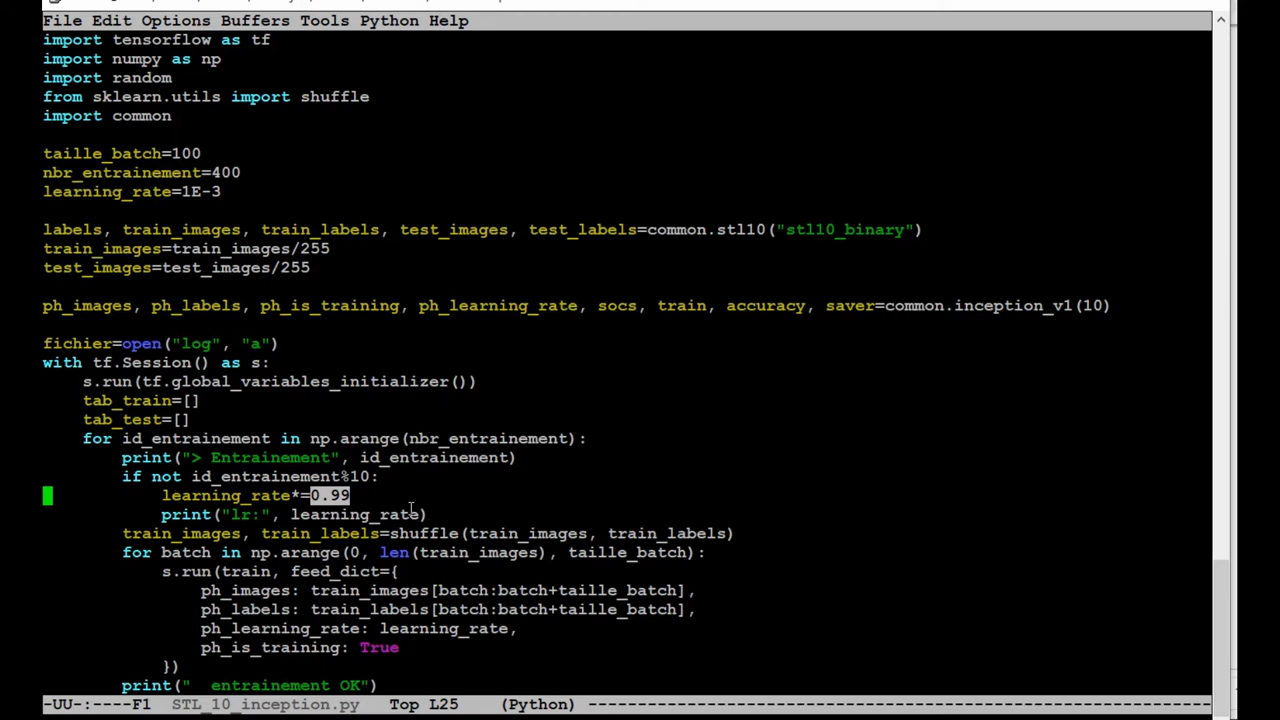 File Edit Options Buffers Tools Python Help
import tensorflow as tf
import numpy as np
import random
from sklearn.utils import shuffle
import common
taille_batch=100
nbr_entrainement=400
learning_rate=1E-3
labels, train_images, train_labels, test_images, test_labels=common.stl10("stl10_binary")
train_images=train_images/255
test_images=test_images/255
ph_images, ph_labels, ph_is_training, ph_learning_rate, socs, train, accuracy, saver=common.inception_v1(10)
fichier=open("log", "a")
with tf.Session() as s:
    s.run(tf.global_variables_initializer())
    tab_train=[]
    tab_test=[]
    for id_entrainement in np.arange(nbr_entrainement):
        print("> Entrainement", id_entrainement)
        if not id_entrainement%10:
            learning_rate*=0.99
            print("lr:", learning_rate)
        train_images, train_labels=shuffle(train_images, train_labels)
        for batch in np.arange(0, len(train_images), taille_batch):
            s.run(train, feed_dict={
                ph_images: train_images[batch:batch+taille_batch],
                ph_labels: train_labels[batch:batch+taille_batch],
                ph_learning_rate: learning_rate,
                ph_is_training: True
            })
        print("  entrainement OK")
-UU-:----F1  STL_10_inception.py   Top L25    (Python) ----------------------------------------------------------------